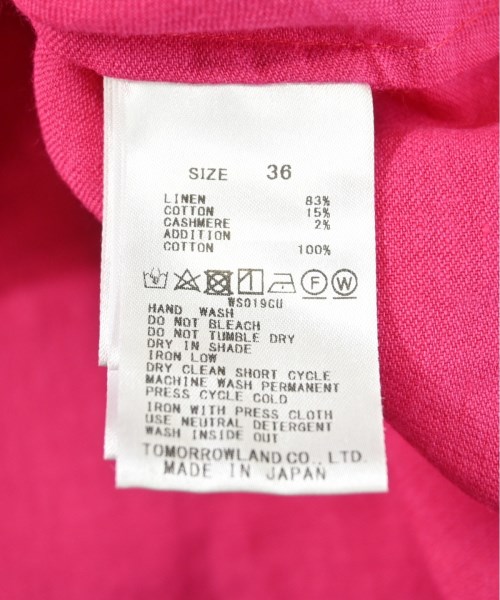 SIZE 36
LINEN 83%
COTTON 15%
CASHMERE 2%
ADDITION
COTTON 100%
F W
WS019CU
HAND WASH
DO NOT BLEACH
DO NOT TUMBLE DRY
DRY IN SHADE
IRON LOW
DRY CLEAN SHORT CYCLE
MACHINE WASH PERMANENT
PRESS CYCLE COLD
IRON WITH PRESS CLOTH
USE NEUTRAL DETERGENT
WASH INSIDE OUT
TOMORROWLAND CO., LTD.
MADE IN JAPAN